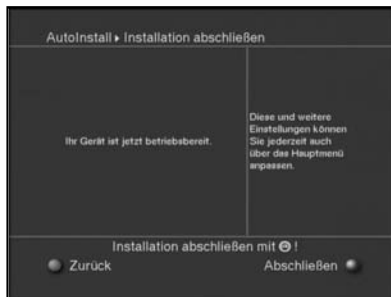 AutoInstall ▸ Installation abschließen
Ihr Gerät ist jetzt betriebsbereit.
Diese und weitere
Einstellungen können
Sie jederzeit auch
über das Hauptmenü
anpassen.
Installation abschließen mit !
Zurück
Abschließen